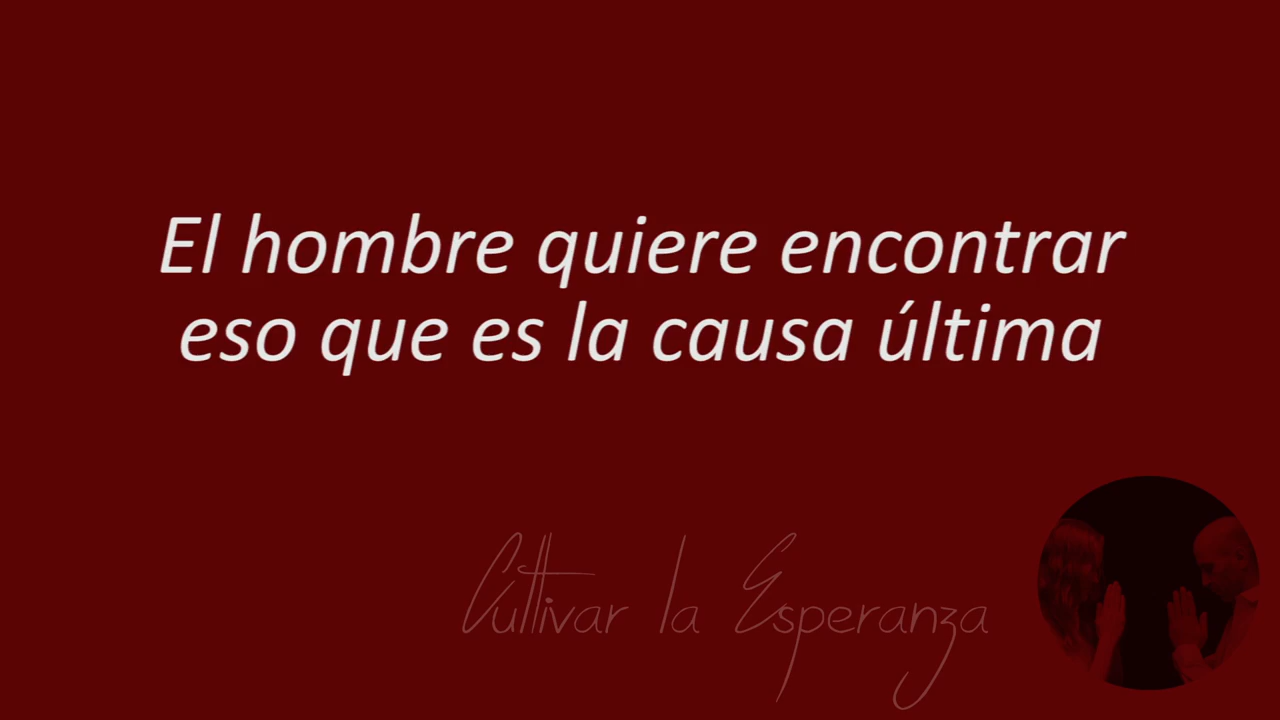 El hombre quiere encontrar
eso que es la causa última
Cultivar la Esperanza